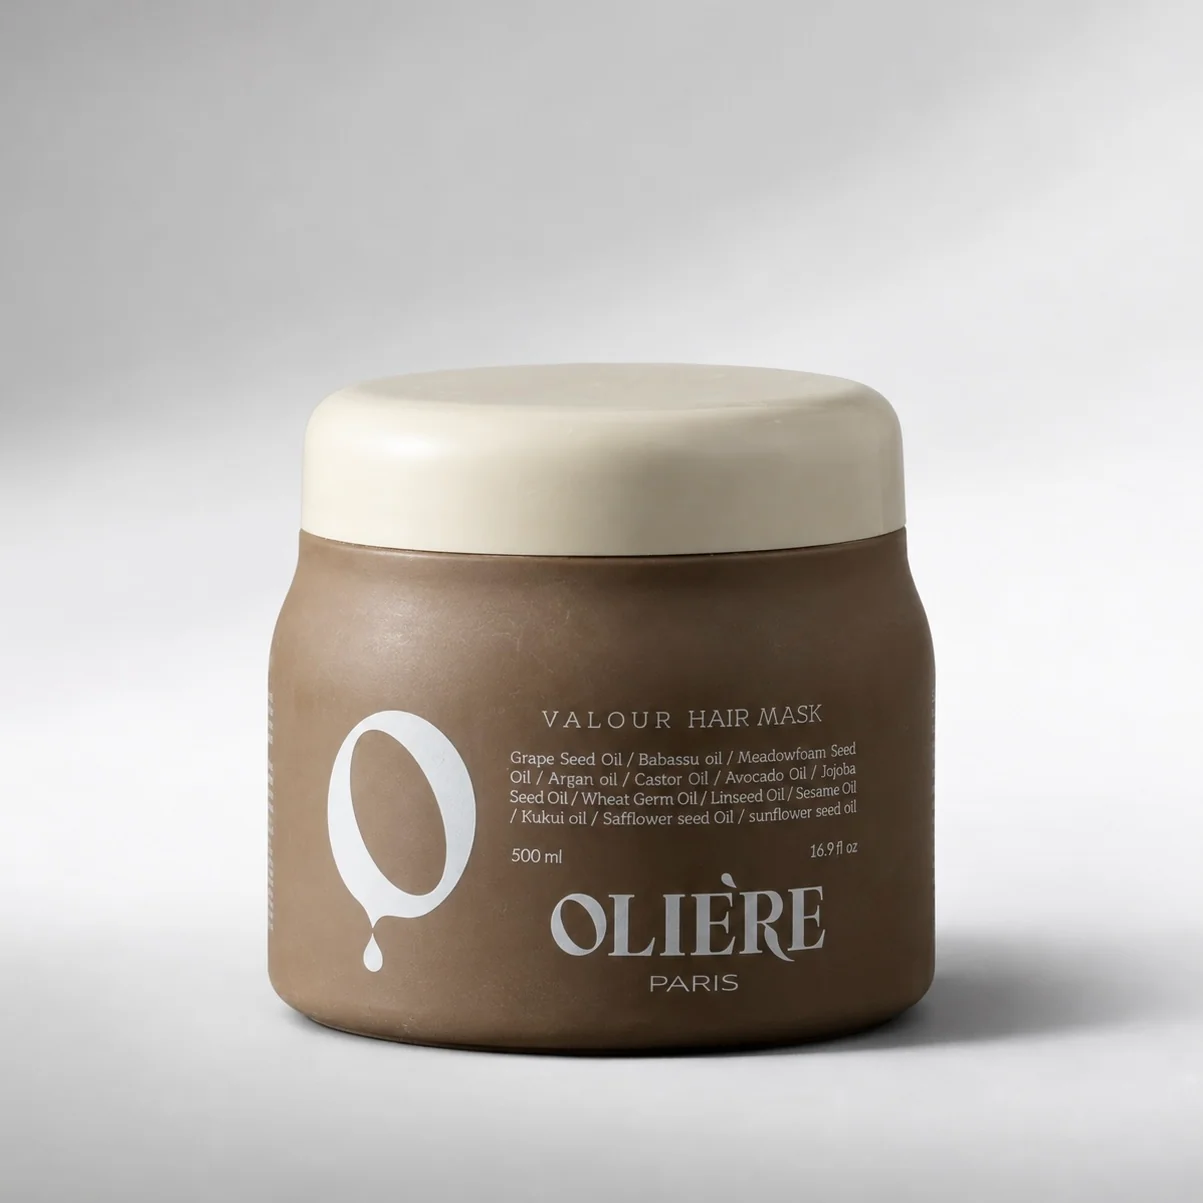 VALOUR HAIR MASK
Grape Seed Oil / Babassu oil / Meadowfoam Seed
Oil / Argan oil / Castor Oil / Avocado Oil / Jojoba
Seed Oil / Wheat Germ Oil / Linseed Oil / Sesame Oil
/ Kukui oil / Safflower seed Oil / sunflower seed oil
500 ml 16.9 fl oz
OLIÈRE
PARIS